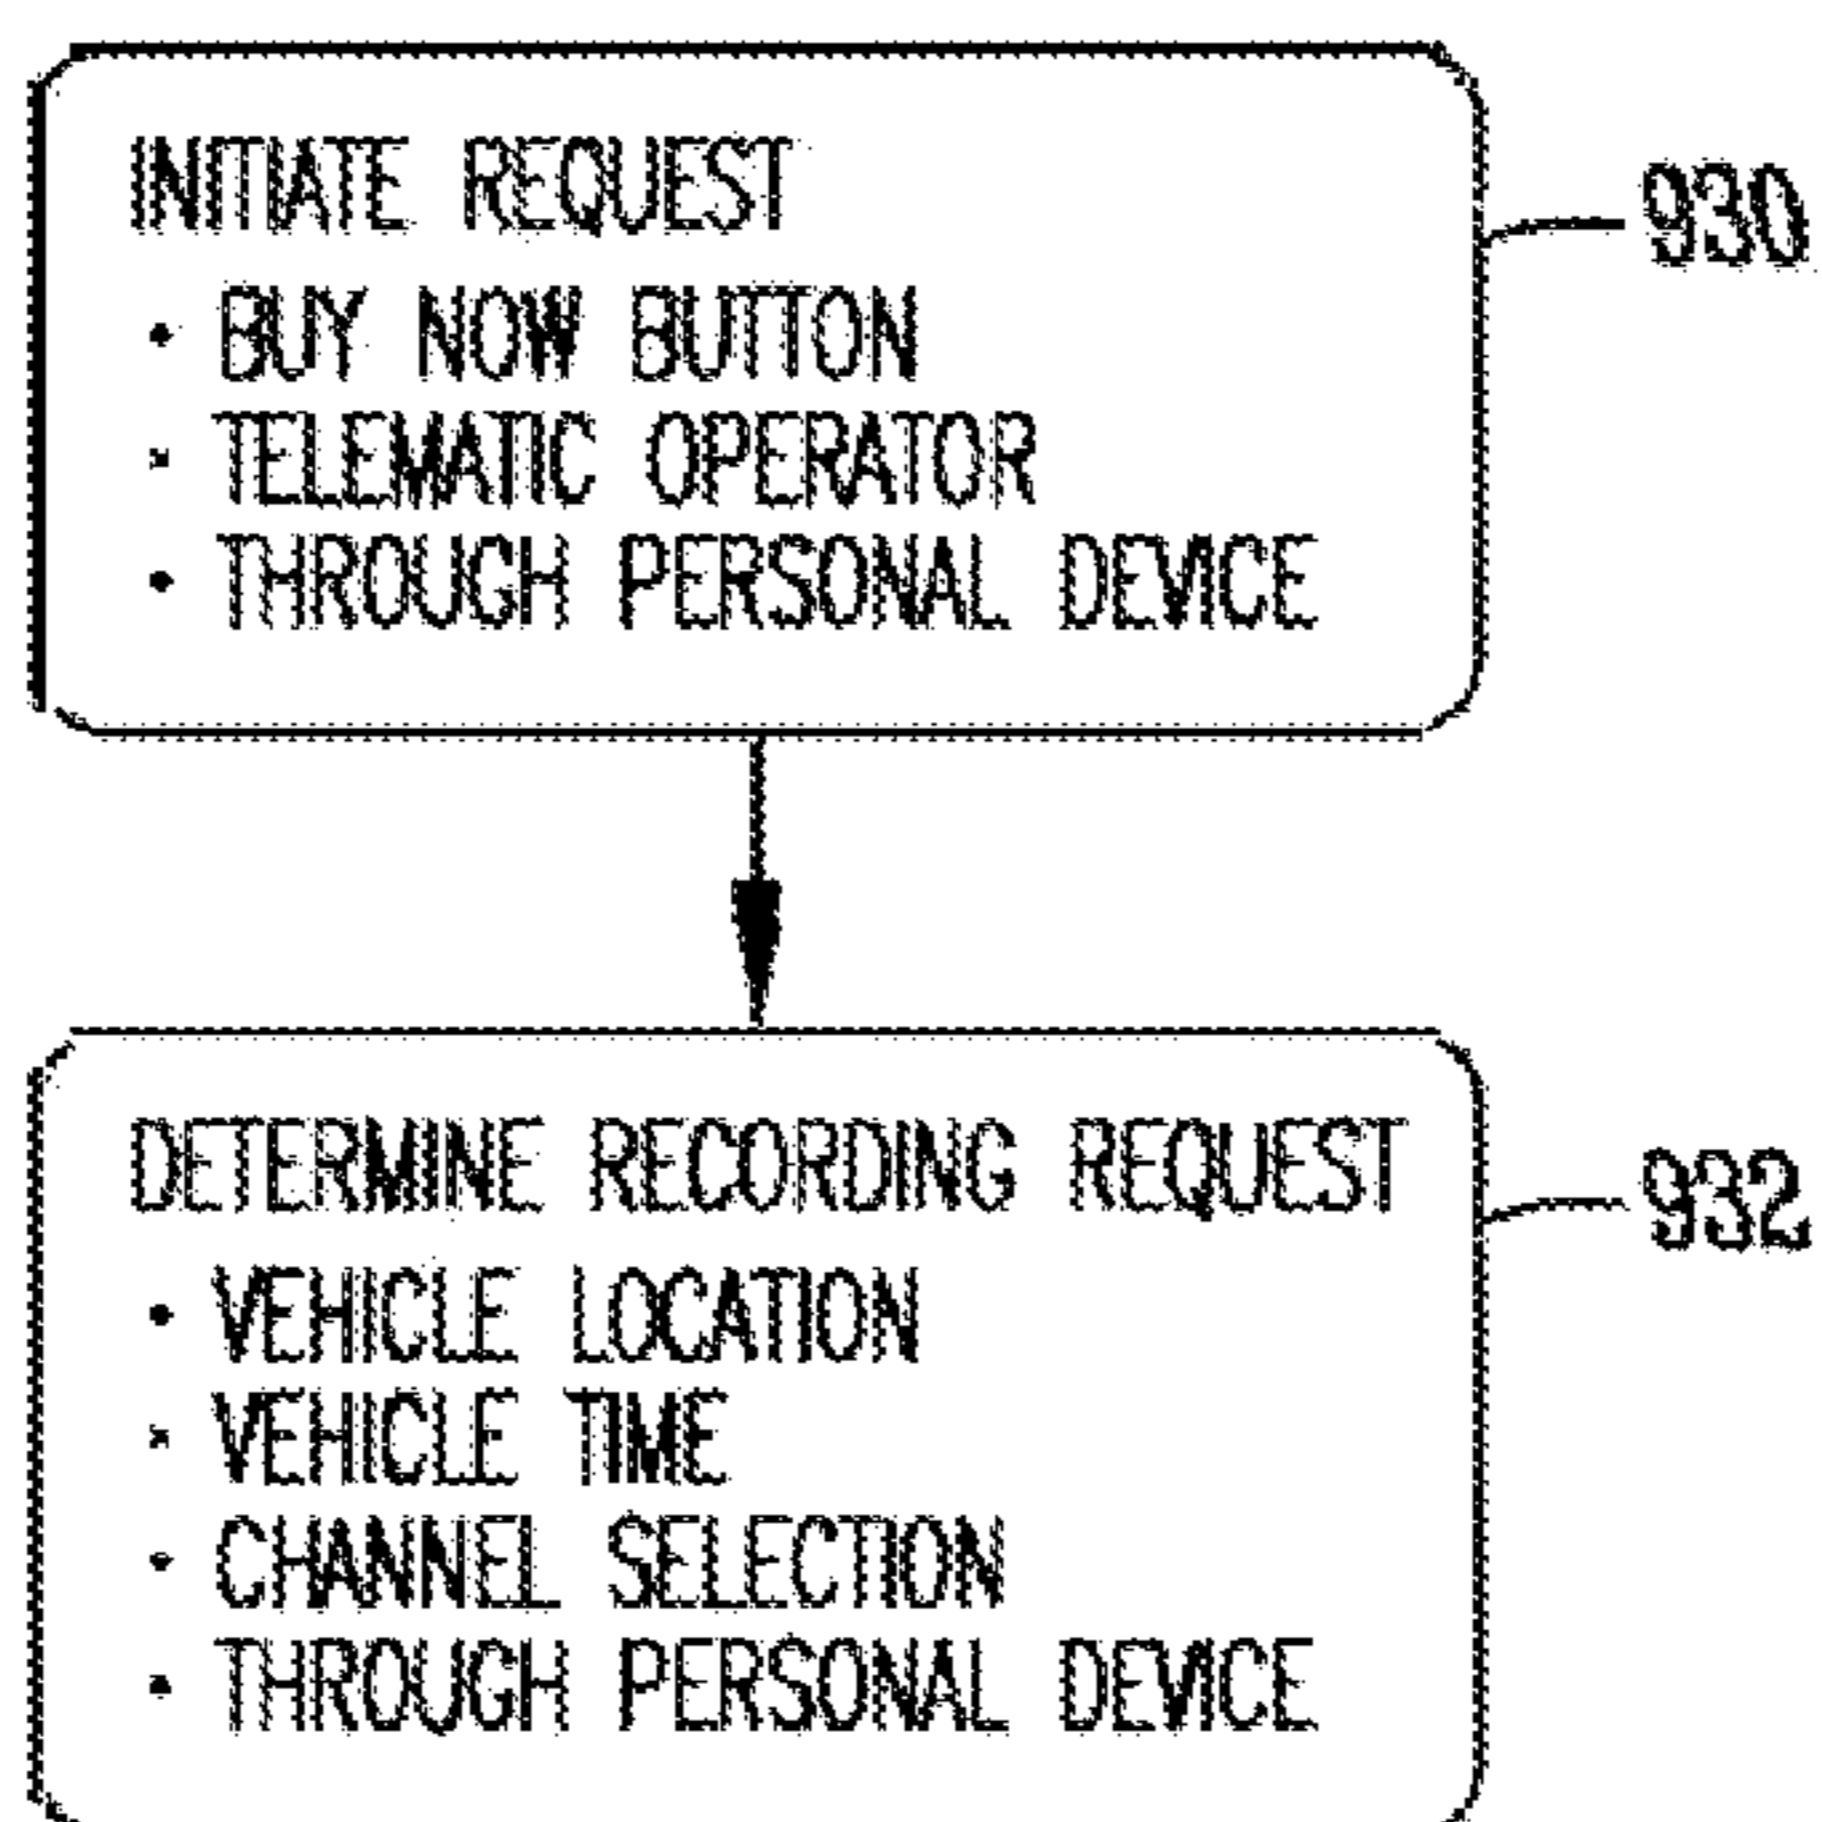 INITIATE REQUEST
930
• BUY NOW BUTTON
• TELEMATIC OPERATOR
• THROUGH PERSONAL DEVICE
DETERMINE RECORDING REQUEST
932
• VEHICLE LOCATION
• VEHICLE TIME
• CHANNEL SELECTION
• THROUGH PERSONAL DEVICE